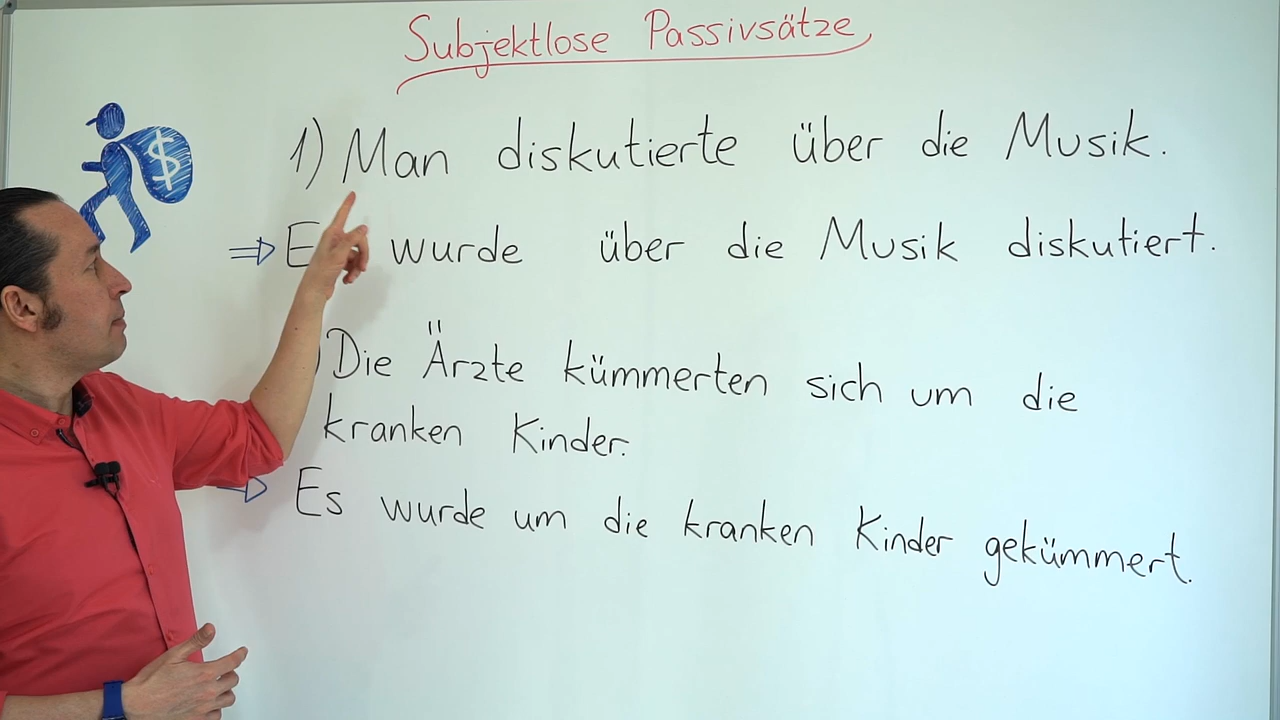 Subjektlose Passivsätze
$
1) Man diskutierte über die Musik.
⇒ wurde über die Musik diskutiert.
) Die Ärzte kümmerten sich um die
kranken Kinder.
⇒ Es wurde um die kranken Kinder gekümmert.